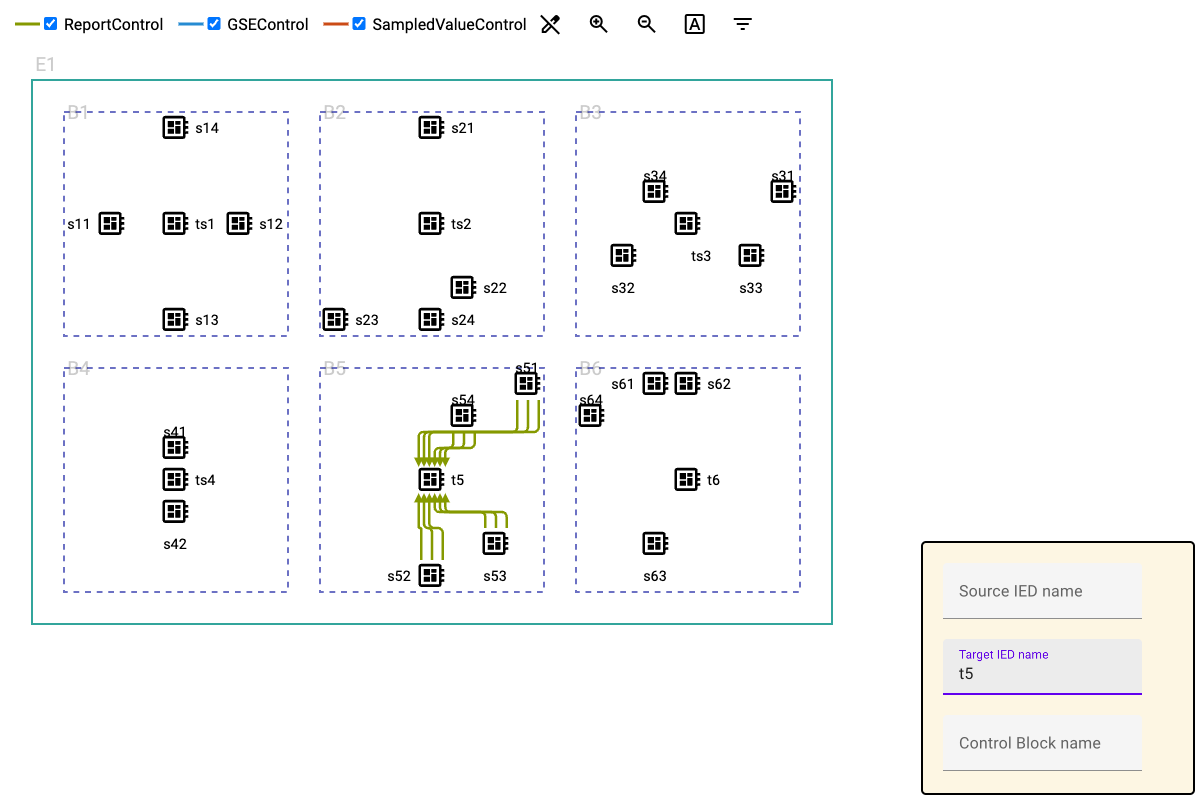 ReportControl GSEControl SampledValueControl A
E1
B1 B2 B3
s14 s21
s34 s31
s11 ts1 s12 ts2
ts3
s22
s32 s33
s13 s23 s24
B4 B5 B6
s51
s61 s62
s54 s64
s41
ts4 t5 t6
s42
s52 s53 s63
Source IED name
Target IED name
t5
Control Block name